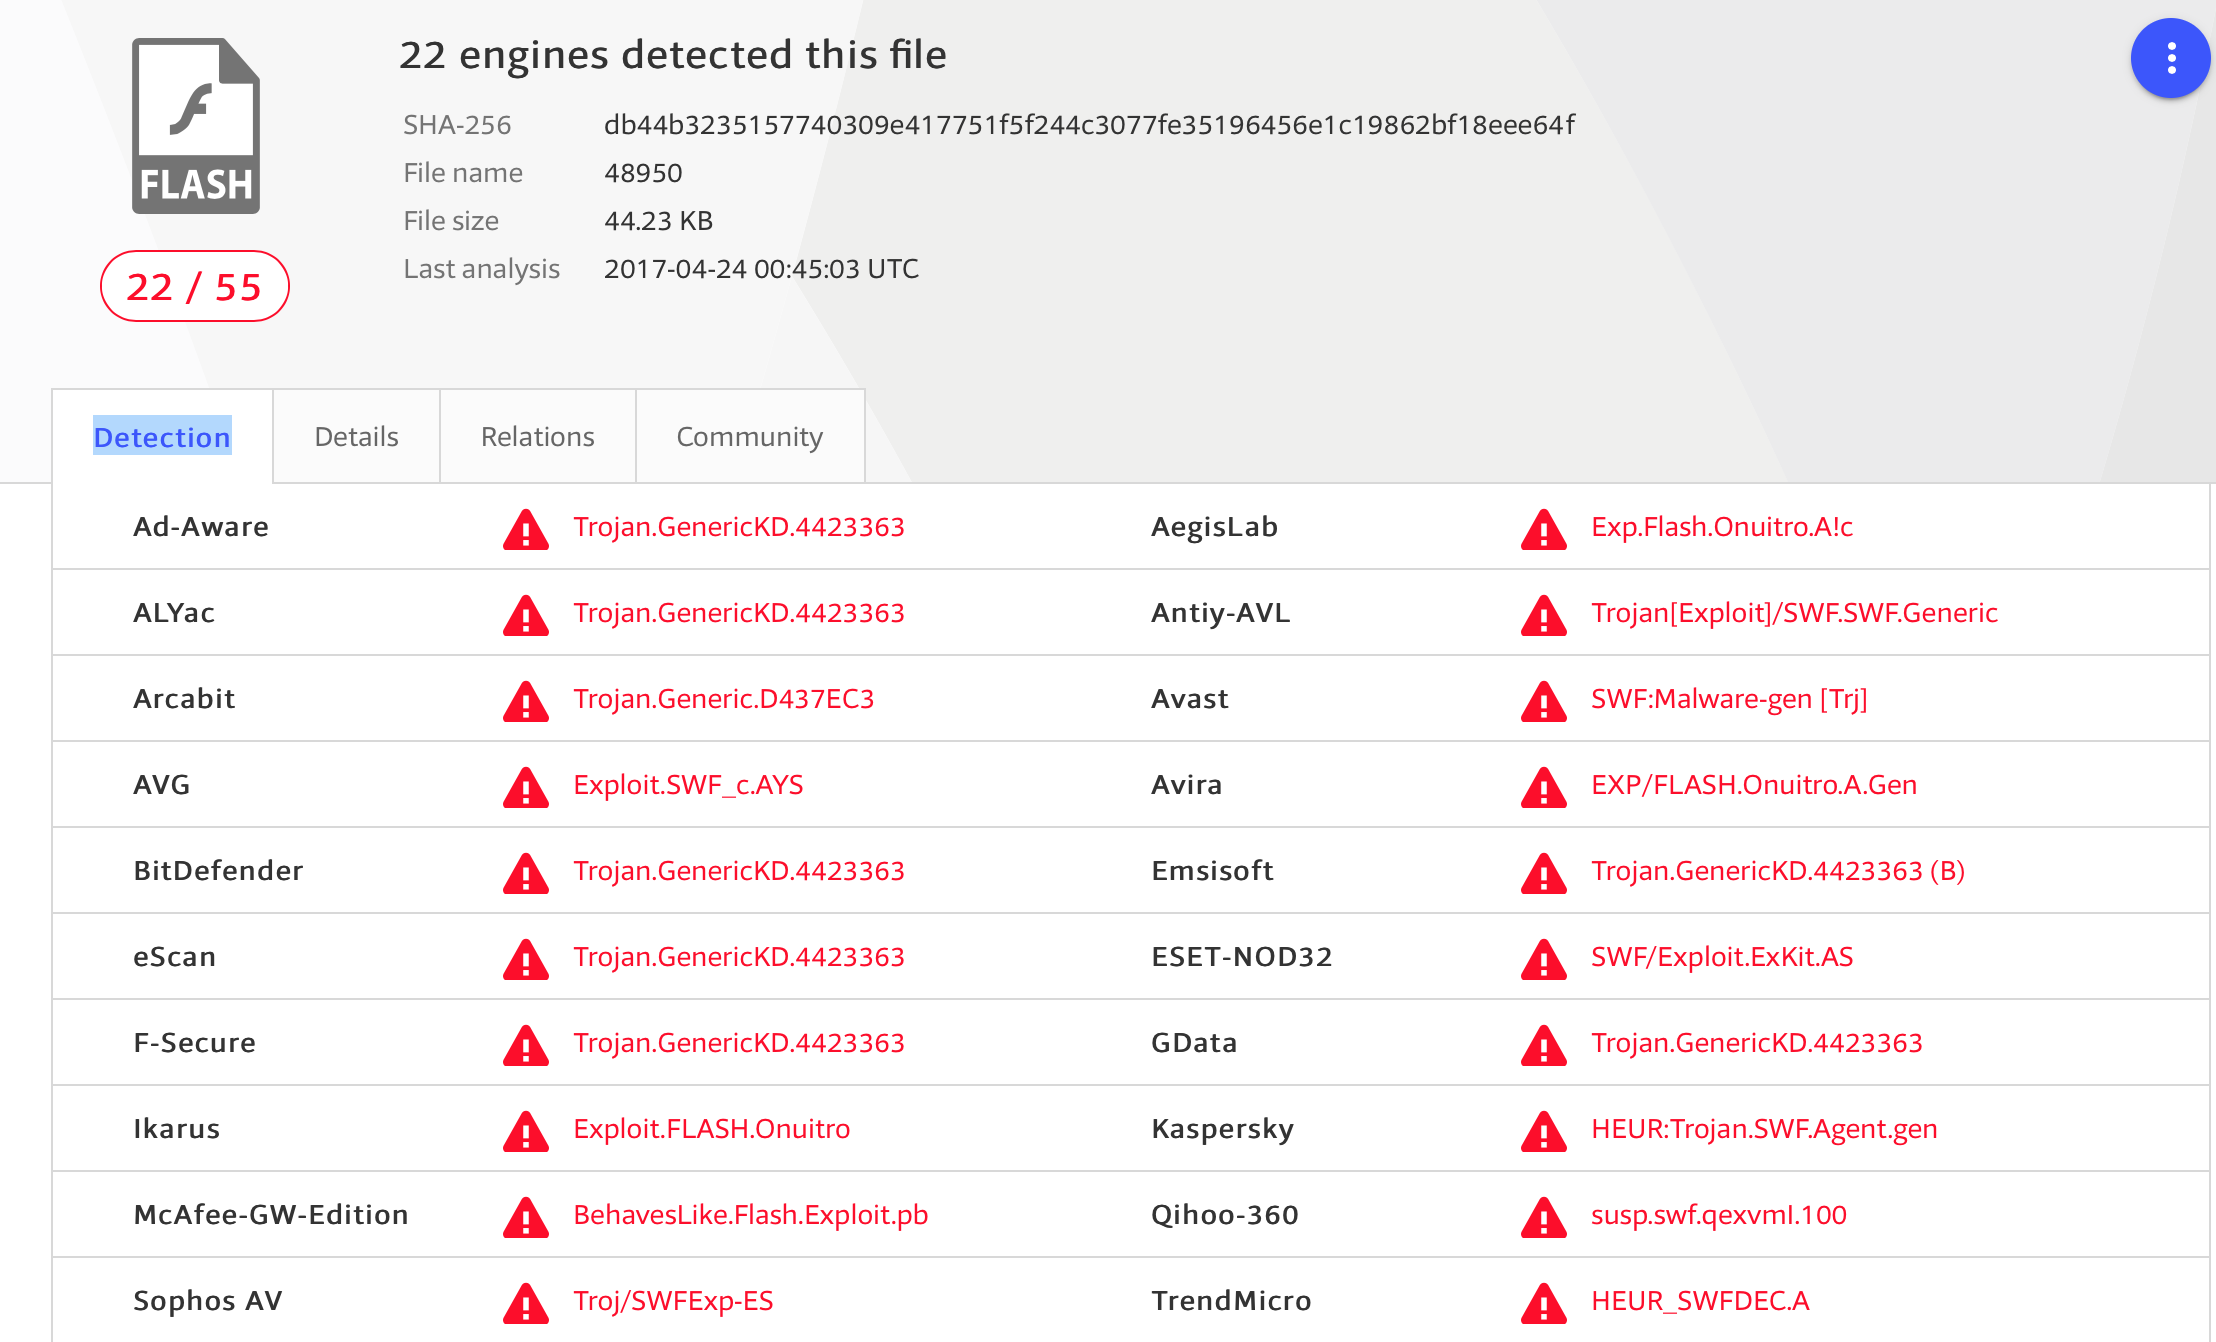 22 engines detected this file
FLASH
SHA-256 db44b3235157740309e417751f5f244c3077fe35196456e1c19862bf18eee64f
File name 48950
File size 44.23 KB
Last analysis 2017-04-24 00:45:03 UTC
22 / 55
Detection Details Relations Community
Ad-Aware Trojan.GenericKD.4423363 AegisLab Exp.Flash.Onuitro.A!c
ALYac Trojan.GenericKD.4423363 Antiy-AVL Trojan[Exploit]/SWF.SWF.Generic
Arcabit Trojan.Generic.D437EC3 Avast SWF:Malware-gen [Trj]
AVG Exploit.SWF_c.AYS Avira EXP/FLASH.Onuitro.A.Gen
BitDefender Trojan.GenericKD.4423363 Emsisoft Trojan.GenericKD.4423363 (B)
eScan Trojan.GenericKD.4423363 ESET-NOD32 SWF/Exploit.ExKit.AS
F-Secure Trojan.GenericKD.4423363 GData Trojan.GenericKD.4423363
Ikarus Exploit.FLASH.Onuitro Kaspersky HEUR:Trojan.SWF.Agent.gen
McAfee-GW-Edition BehavesLike.Flash.Exploit.pb Qihoo-360 susp.swf.qexvml.100
Sophos AV Troj/SWFExp-ES TrendMicro HEUR_SWFDEC.A